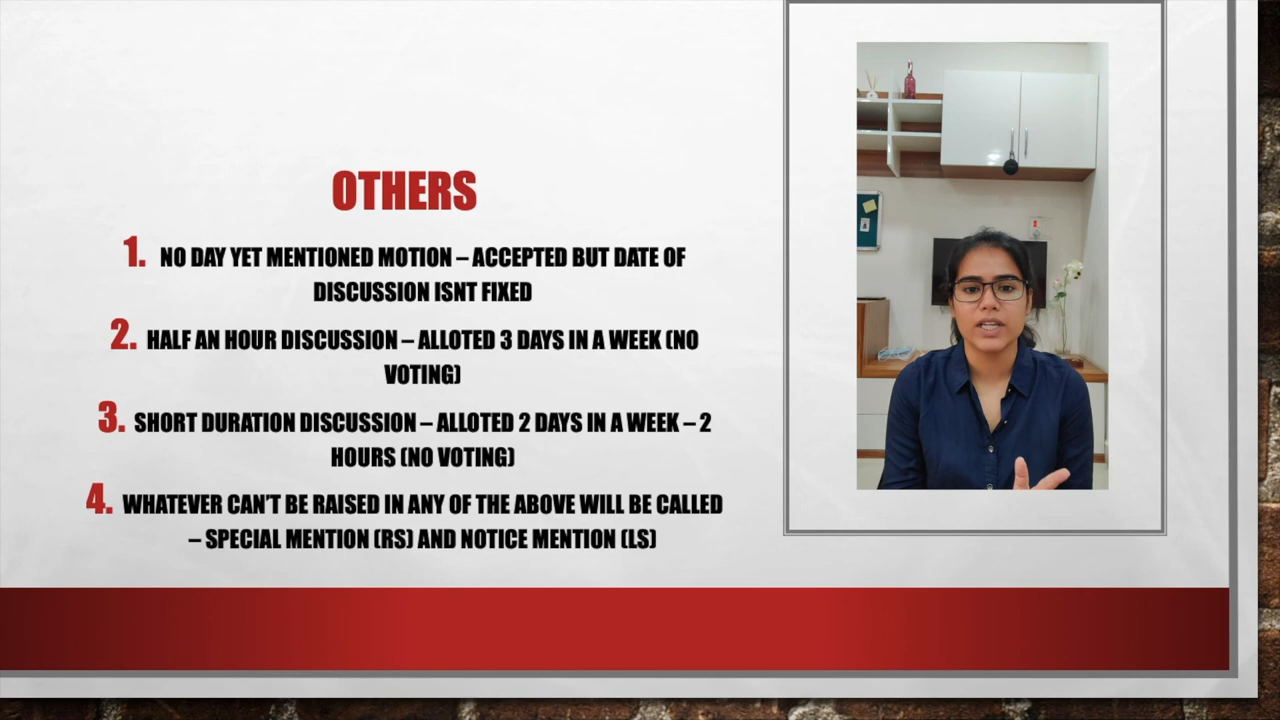 OTHERS
1. NO DAY YET MENTIONED MOTION – ACCEPTED BUT DATE OF
DISCUSSION ISNT FIXED
2. HALF AN HOUR DISCUSSION – ALLOTED 3 DAYS IN A WEEK (NO
VOTING)
3. SHORT DURATION DISCUSSION – ALLOTED 2 DAYS IN A WEEK – 2
HOURS (NO VOTING)
4. WHATEVER CAN'T BE RAISED IN ANY OF THE ABOVE WILL BE CALLED
– SPECIAL MENTION (RS) AND NOTICE MENTION (LS)